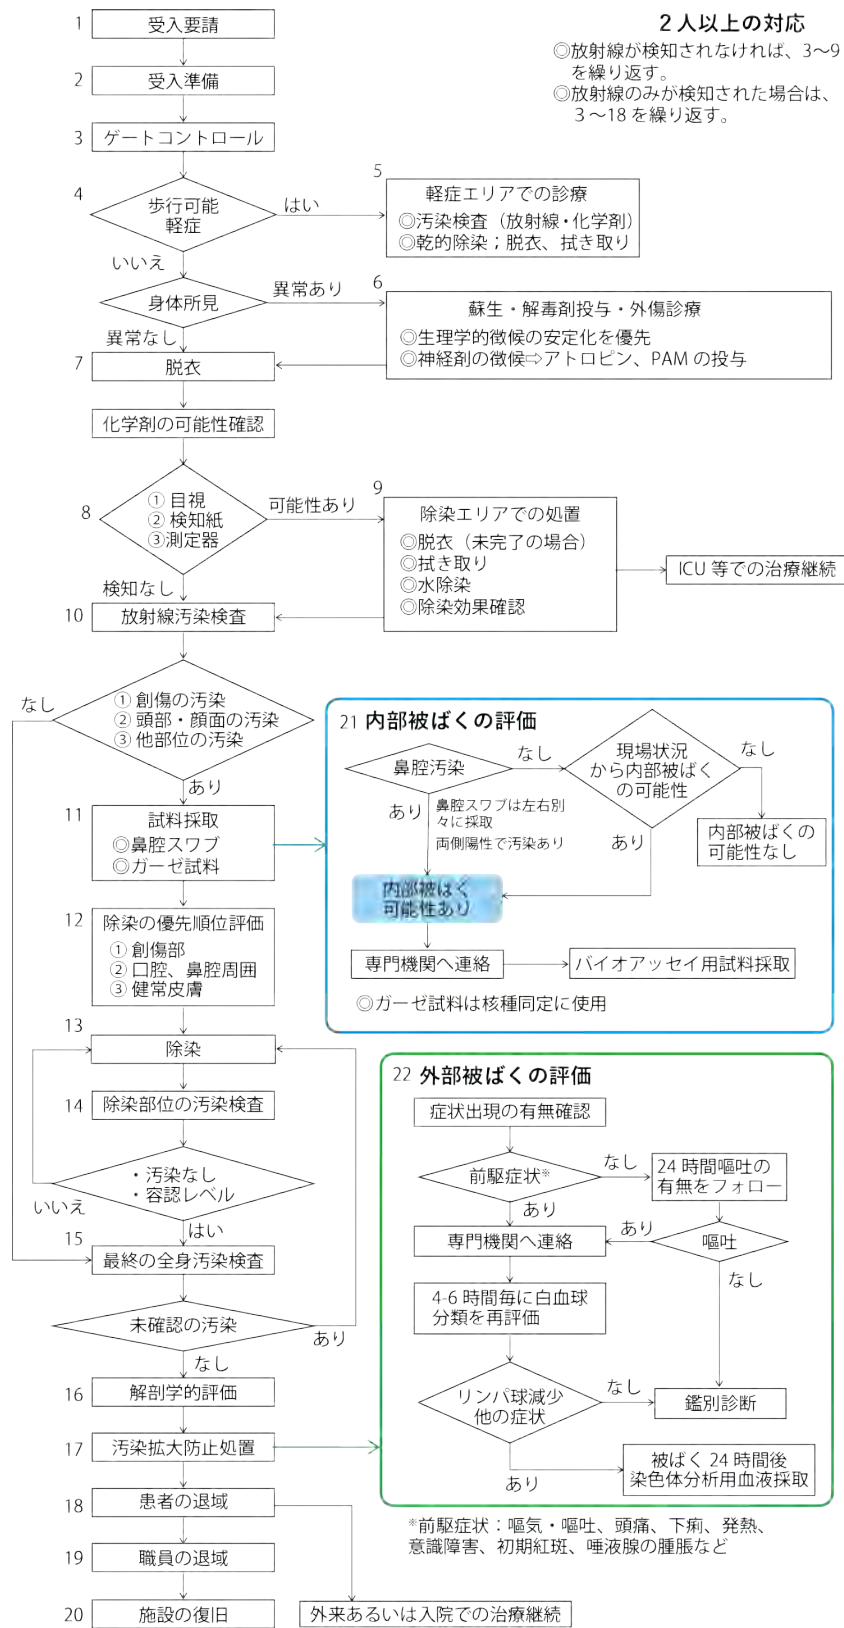 1 受入要請
2人以上の対応
◎放射線が検知されなければ、3〜9
を繰り返す。
◎放射線のみが検知された場合は、
3〜18を繰り返す。
2 受入準備
3 ゲートコントロール
4 歩行可能
軽症
はい
いいえ
5 軽症エリアでの診療
◎汚染検査（放射線・化学剤）
◎乾的除染；脱衣、拭き取り
身体所見
異常あり
異常なし
6 蘇生・解毒剤投与・外傷診療
◎生理学的徴候の安定化を優先
◎神経剤の徴候⇨アトロピン、PAMの投与
7 脱衣
化学剤の可能性確認
8 ① 目視
② 検知紙
③測定器
可能性あり
検知なし
9 除染エリアでの処置
◎脱衣（未完了の場合）
◎拭き取り
◎水除染
◎除染効果確認
ICU等での治療継続
10 放射線汚染検査
なし
① 創傷の汚染
② 頭部・顔面の汚染
③ 他部位の汚染
あり
11 試料採取
◎鼻腔スワブ
◎ガーゼ試料
12 除染の優先順位評価
① 創傷部
② 口腔、鼻腔周囲
③ 健常皮膚
13 除染
14 除染部位の汚染検査
・汚染なし
・容認レベル
いいえ
はい
15 最終の全身汚染検査
未確認の汚染
あり
なし
16 解剖学的評価
17 汚染拡大防止処置
18 患者の退域
19 職員の退域
20 施設の復旧
外来あるいは入院での治療継続
21 内部被ばくの評価
鼻腔汚染
なし
現場状況
から内部被ばく
の可能性
なし
あり
鼻腔スワブは左右別
々に採取
両側陽性で汚染あり
あり
内部被ばくの
可能性なし
内部被ばく
可能性あり
専門機関へ連絡
バイオアッセイ用試料採取
◎ガーゼ試料は核種同定に使用
22 外部被ばくの評価
症状出現の有無確認
前駆症状※
なし
24時間嘔吐の
有無をフォロー
あり
専門機関へ連絡
あり
嘔吐
なし
4-6時間毎に白血球
分類を再評価
リンパ球減少
他の症状
なし
鑑別診断
あり
被ばく24時間後
染色体分析用血液採取
※前駆症状：嘔気・嘔吐、頭痛、下痢、発熱、
意識障害、初期紅斑、唾液腺の腫脹など